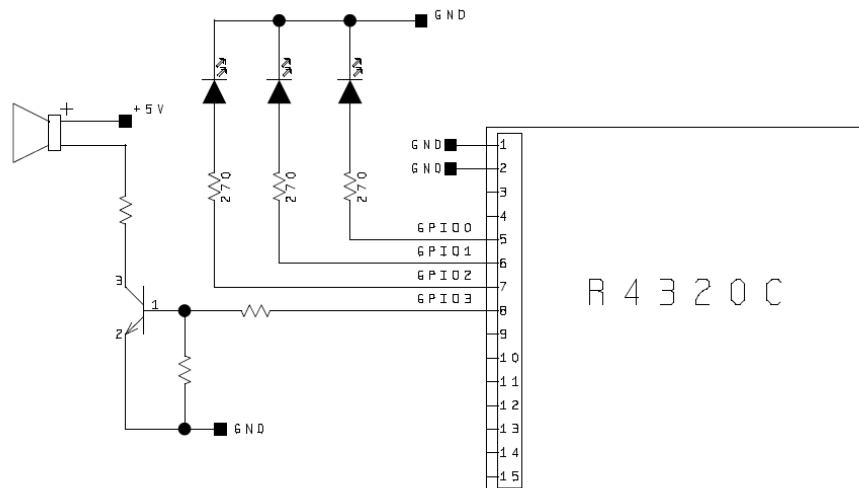 GND
+
+5V
GND
GND
270
270
270
1
2
3
4
5
6
7
8
9
10
11
12
13
14
15
GPIO0
GPIO1
GPIO2
GPIO3
R4320C
3
1
2
GND